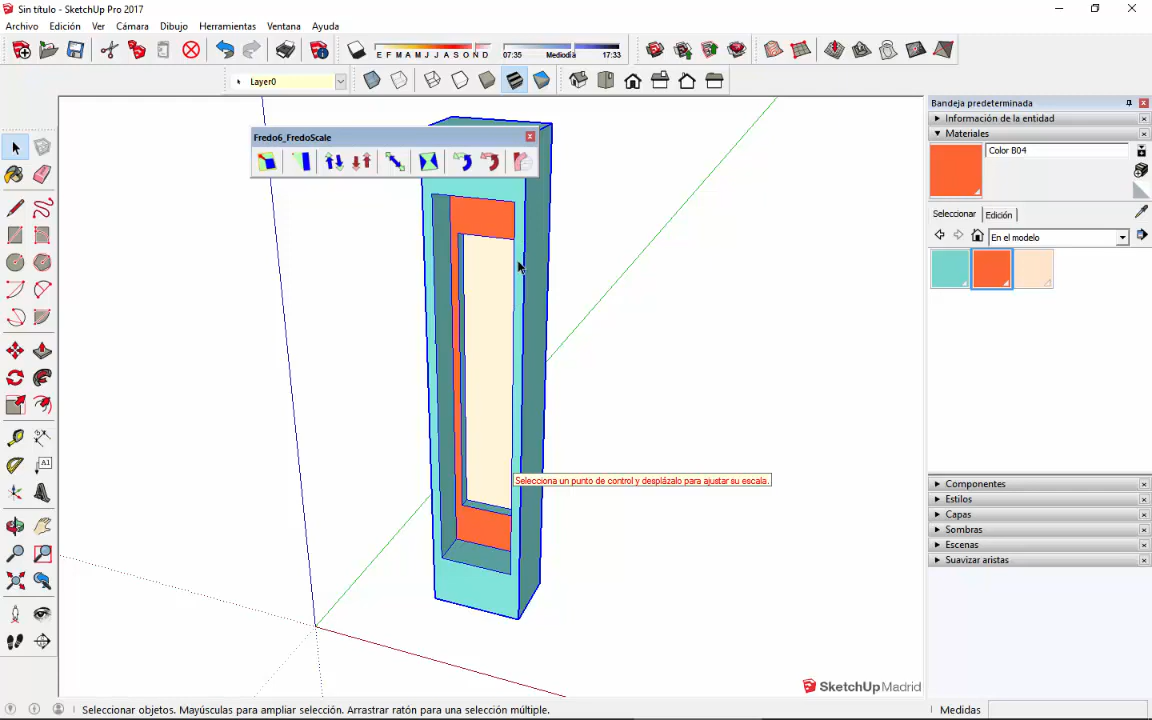 Sin título - SketchUp Pro 2017
Archivo Edición Ver Cámara Dibujo Herramientas Ventana Ayuda
E F M A M J J A S O N D
07:35 Mediodía 17:33
Layer0
Fredo6_FredoScale
Bandeja predeterminada
Información de la entidad
Materiales
Color B04
Seleccionar Edición
En el modelo
A1
Selecciona un punto de control y desplázalo para ajustar su escala.
Componentes
Estilos
Capas
Sombras
Escenas
Suavizar aristas
SketchUpMadrid
Seleccionar objetos. Mayúsculas para ampliar selección. Arrastrar ratón para una selección múltiple.
Medidas